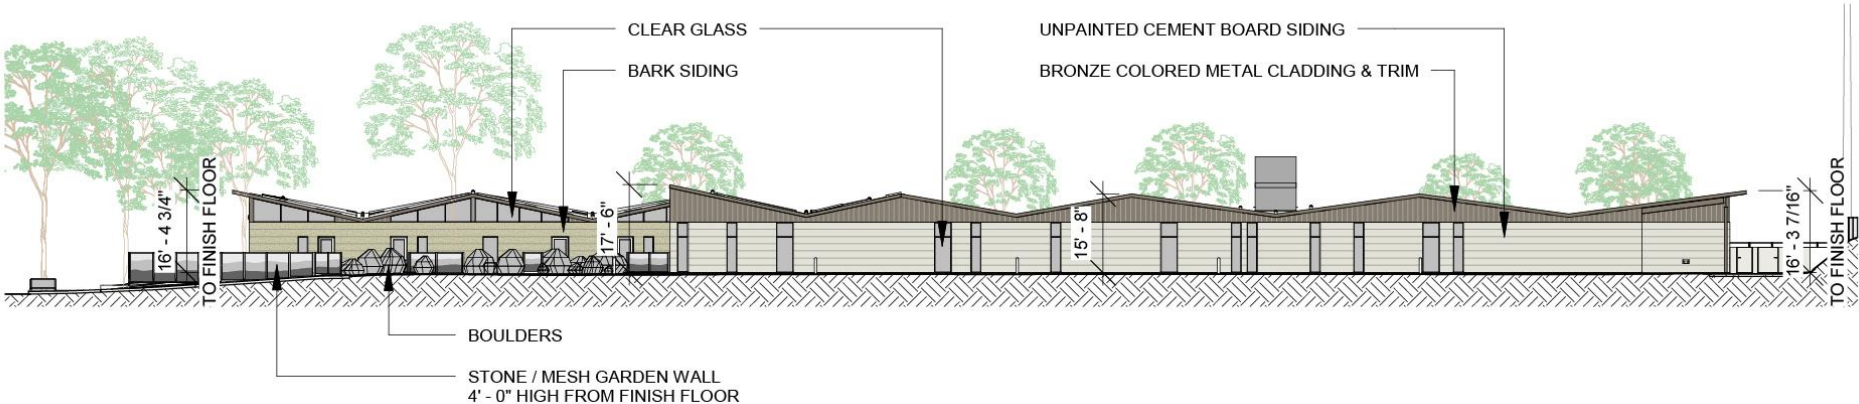 CLEAR GLASS
UNPAINTED CEMENT BOARD SIDING
BARK SIDING
BRONZE COLORED METAL CLADDING & TRIM
16' - 4 3/4"
TO FINISH FLOOR
17' - 6"
15' - 8"
16' - 3 7/16"
TO FINISH FLOOR
BOULDERS
STONE / MESH GARDEN WALL
4' - 0" HIGH FROM FINISH FLOOR